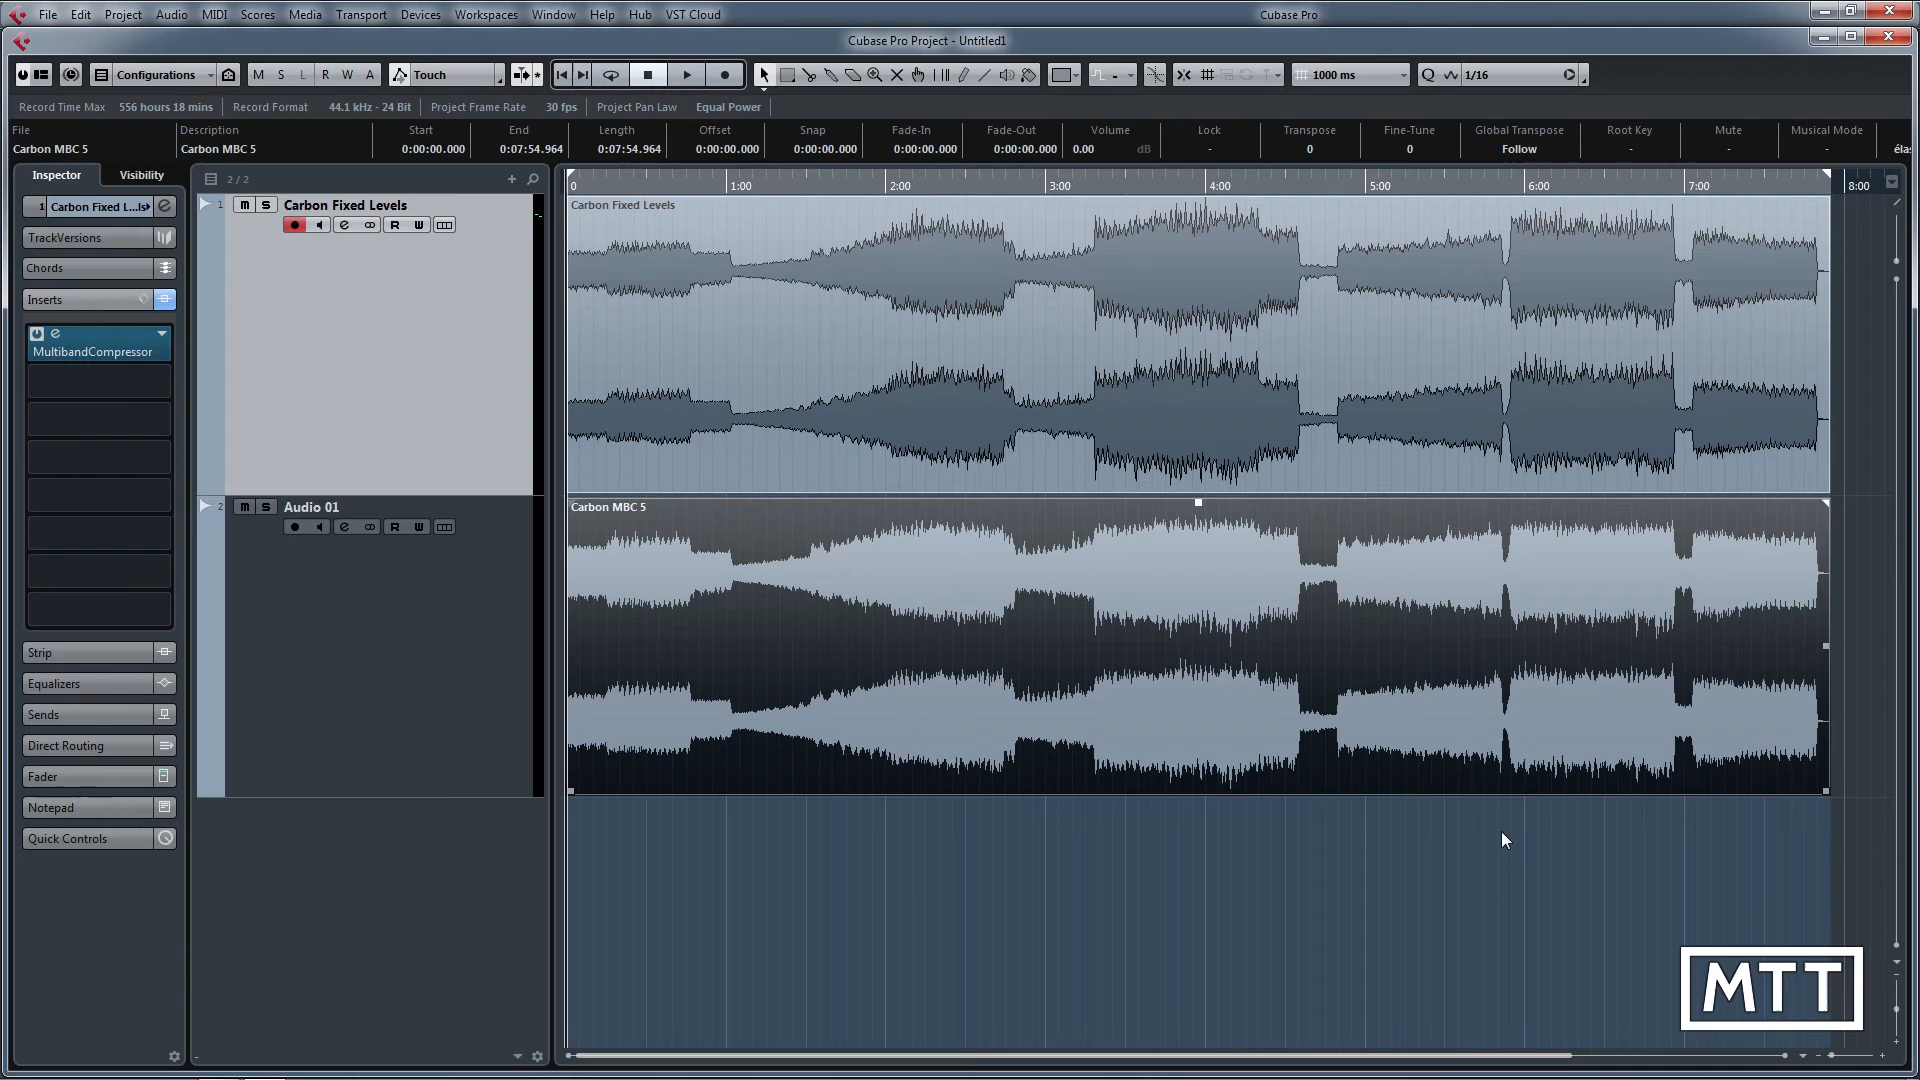 File Edit Project Audio MIDI Scores Media Transport Devices Workspaces Window Help Hub VST Cloud Cubase Pro
Cubase Pro Project - Untitled1
Configurations M S L R W A Touch 1000 ms Q 1/16
Record Time Max 556 hours 18 mins Record Format 44.1 kHz - 24 Bit Project Frame Rate 30 fps Project Pan Law Equal Power
File Description Start End Length Offset Snap Fade-In Fade-Out Volume Lock Transpose Fine-Tune Global Transpose Root Key Mute Musical Mode
Carbon MBC 5 Carbon MBC 5 0:00:00.000 0:07:54.964 0:07:54.964 0:00:00.000 0:00:00.000 0:00:00.000 0:00:00.000 0.00 dB - 0 0 Follow - - - élas
Inspector Visibility 2 / 2
0 1:00 2:00 3:00 4:00 5:00 6:00 7:00 8:00
1 Carbon Fixed L...ls
TrackVersions
Chords
Inserts
MultibandCompressor
Strip
Equalizers
Sends
Direct Routing
Fader
Notepad
Quick Controls
1 m S Carbon Fixed Levels
R W
2 m S Audio 01
R W
Carbon Fixed Levels
Carbon MBC 5
MTT